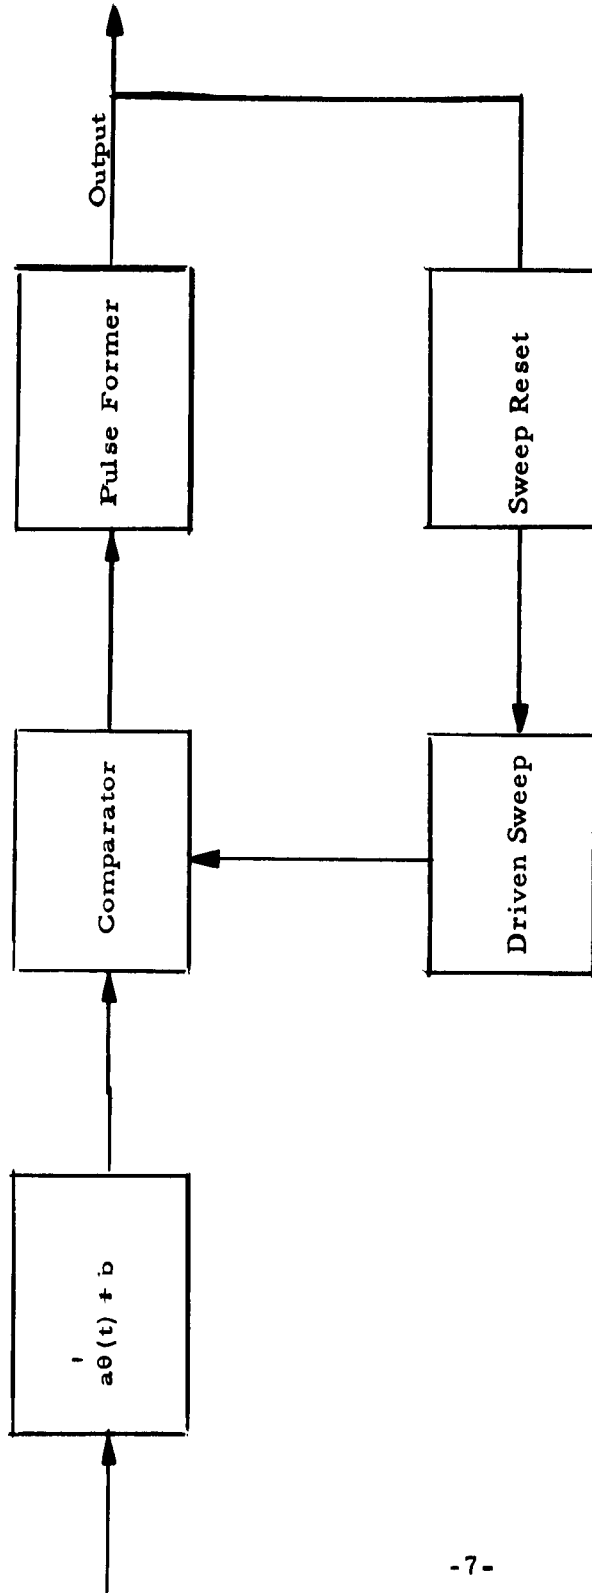 aθ'(t) + b
Comparator
Pulse Former
Output
Driven Sweep
Sweep Reset
-7-